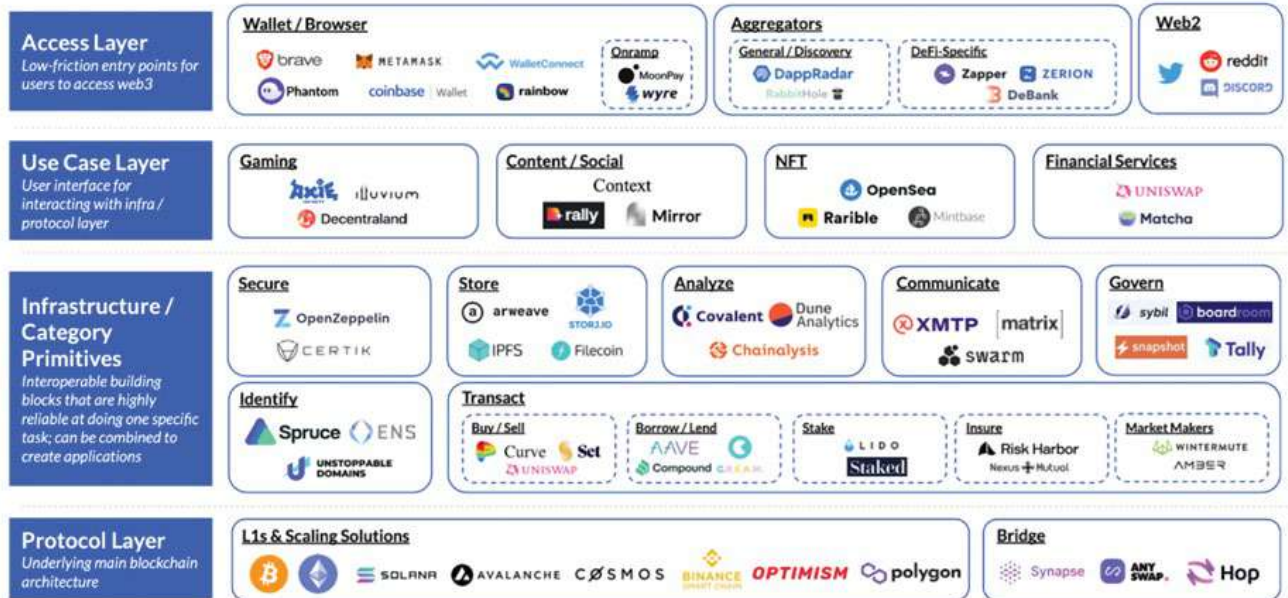 Access Layer
Low-friction entry points for
users to access web3
Wallet / Browser
brave
METAMASK
WalletConnect
Phantom
coinbase | Wallet
rainbow
Onramp
MoonPay
wyre
Aggregators
General / Discovery
DappRadar
RabbitHole
DeFi-Specific
Zapper
ZERION
DeBank
Web2
reddit
DISCORD
Use Case Layer
User interface for
interacting with infra /
protocol layer
Gaming
AXIE
illuvium
Decentraland
Content / Social
Context
rally
Mirror
NFT
OpenSea
Rarible
Mintbase
Financial Services
UNISWAP
Matcha
Infrastructure /
Category
Primitives
Interoperable building
blocks that are highly
reliable at doing one specific
task; can be combined to
create applications
Secure
OpenZeppelin
CERTIK
Store
arweave
STORJ.IO
IPFS
Filecoin
Analyze
Covalent
Dune
Analytics
Chainalysis
Communicate
XMTP
[matrix]
swarm
Govern
sybil
boardroom
snapshot
Tally
Identify
Spruce
ENS
UNSTOPPABLE
DOMAINS
Transact
Buy / Sell
Curve
Set
UNISWAP
Borrow / Lend
AAVE
Compound
C.R.E.A.M.
Stake
LIDO
Staked
Insure
Risk Harbor
Nexus Mutual
Market Makers
WINTERMUTE
AMBER
Protocol Layer
Underlying main blockchain
architecture
L1s & Scaling Solutions
SOLANA
AVALANCHE
COSMOS
BINANCE
SMART CHAIN
OPTIMISM
polygon
Bridge
Synapse
ANY
SWAP.
Hop